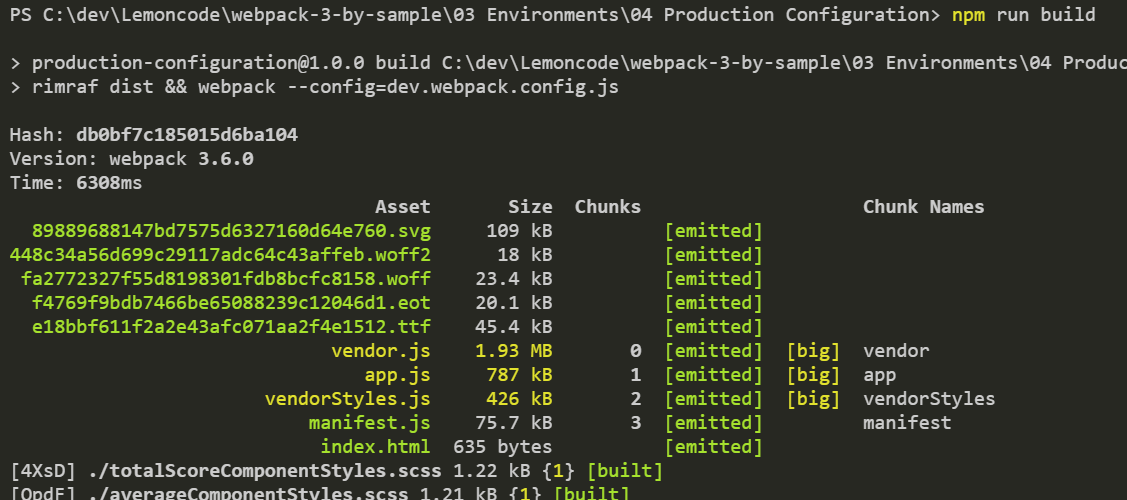 PS C:\dev\Lemoncode\webpack-3-by-sample\03 Environments\04 Production Configuration> npm run build
> production-configuration@1.0.0 build C:\dev\Lemoncode\webpack-3-by-sample\03 Environments\04 Produc
> rimraf dist && webpack --config=dev.webpack.config.js
Hash: db0bf7c185015d6ba104
Version: webpack 3.6.0
Time: 6308ms
Asset Size Chunks Chunk Names
89889688147bd7575d6327160d64e760.svg 109 kB [emitted]
448c34a56d699c29117adc64c43affeb.woff2 18 kB [emitted]
fa2772327f55d8198301fdb8bcfc8158.woff 23.4 kB [emitted]
f4769f9bdb7466be65088239c12046d1.eot 20.1 kB [emitted]
e18bbf611f2a2e43afc071aa2f4e1512.ttf 45.4 kB [emitted]
vendor.js 1.93 MB 0 [emitted] [big] vendor
app.js 787 kB 1 [emitted] [big] app
vendorStyles.js 426 kB 2 [emitted] [big] vendorStyles
manifest.js 75.7 kB 3 [emitted] manifest
index.html 635 bytes [emitted]
[4XsD] ./totalScoreComponentStyles.scss 1.22 kB {1} [built]
[OpdF] ./averageComponentStyles.scss 1.21 kB {1} [built]